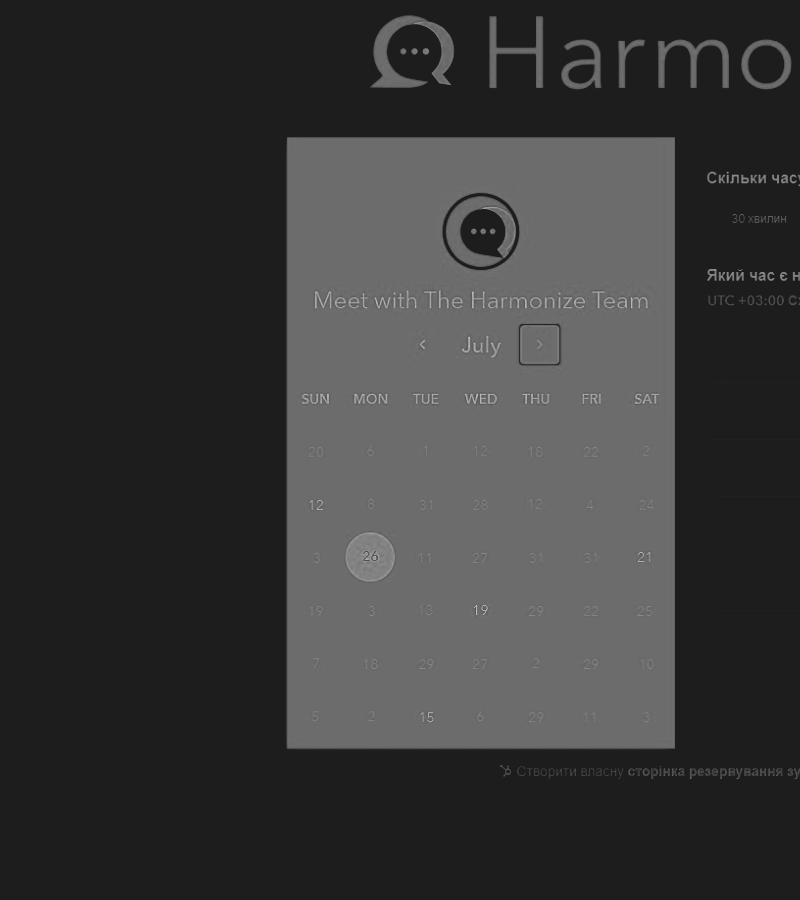 Harmo
Скільки часу
30 хвилин
Який час є н
UTC +03:00 С
Meet with The Harmonize Team
July
SUN MON TUE WED THU FRI SAT
20 6 1 12 18 22 2
12 8 31 28 12 4 24
3 26 11 27 31 31 21
19 3 13 19 29 22 25
7 18 29 27 2 29 10
5 2 15 6 29 11 3
Створити власну сторінка резервування зу